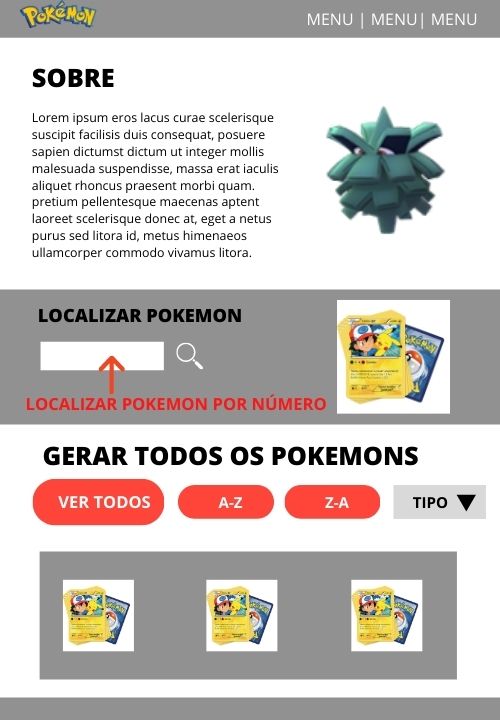 POKéMON
MENU | MENU| MENU
SOBRE
Lorem ipsum eros lacus curae scelerisque
suscipit facilisis duis consequat, posuere
sapien dictumst dictum ut integer mollis
malesuada suspendisse, massa erat iaculis
aliquet rhoncus praesent morbi quam.
pretium pellentesque maecenas aptent
laoreet scelerisque donec at, eget a netus
purus sed litora id, metus himenaeos
ullamcorper commodo vivamus litora.
LOCALIZAR POKEMON
LOCALIZAR POKEMON POR NÚMERO
GERAR TODOS OS POKEMONS
VER TODOS
A-Z
Z-A
TIPO